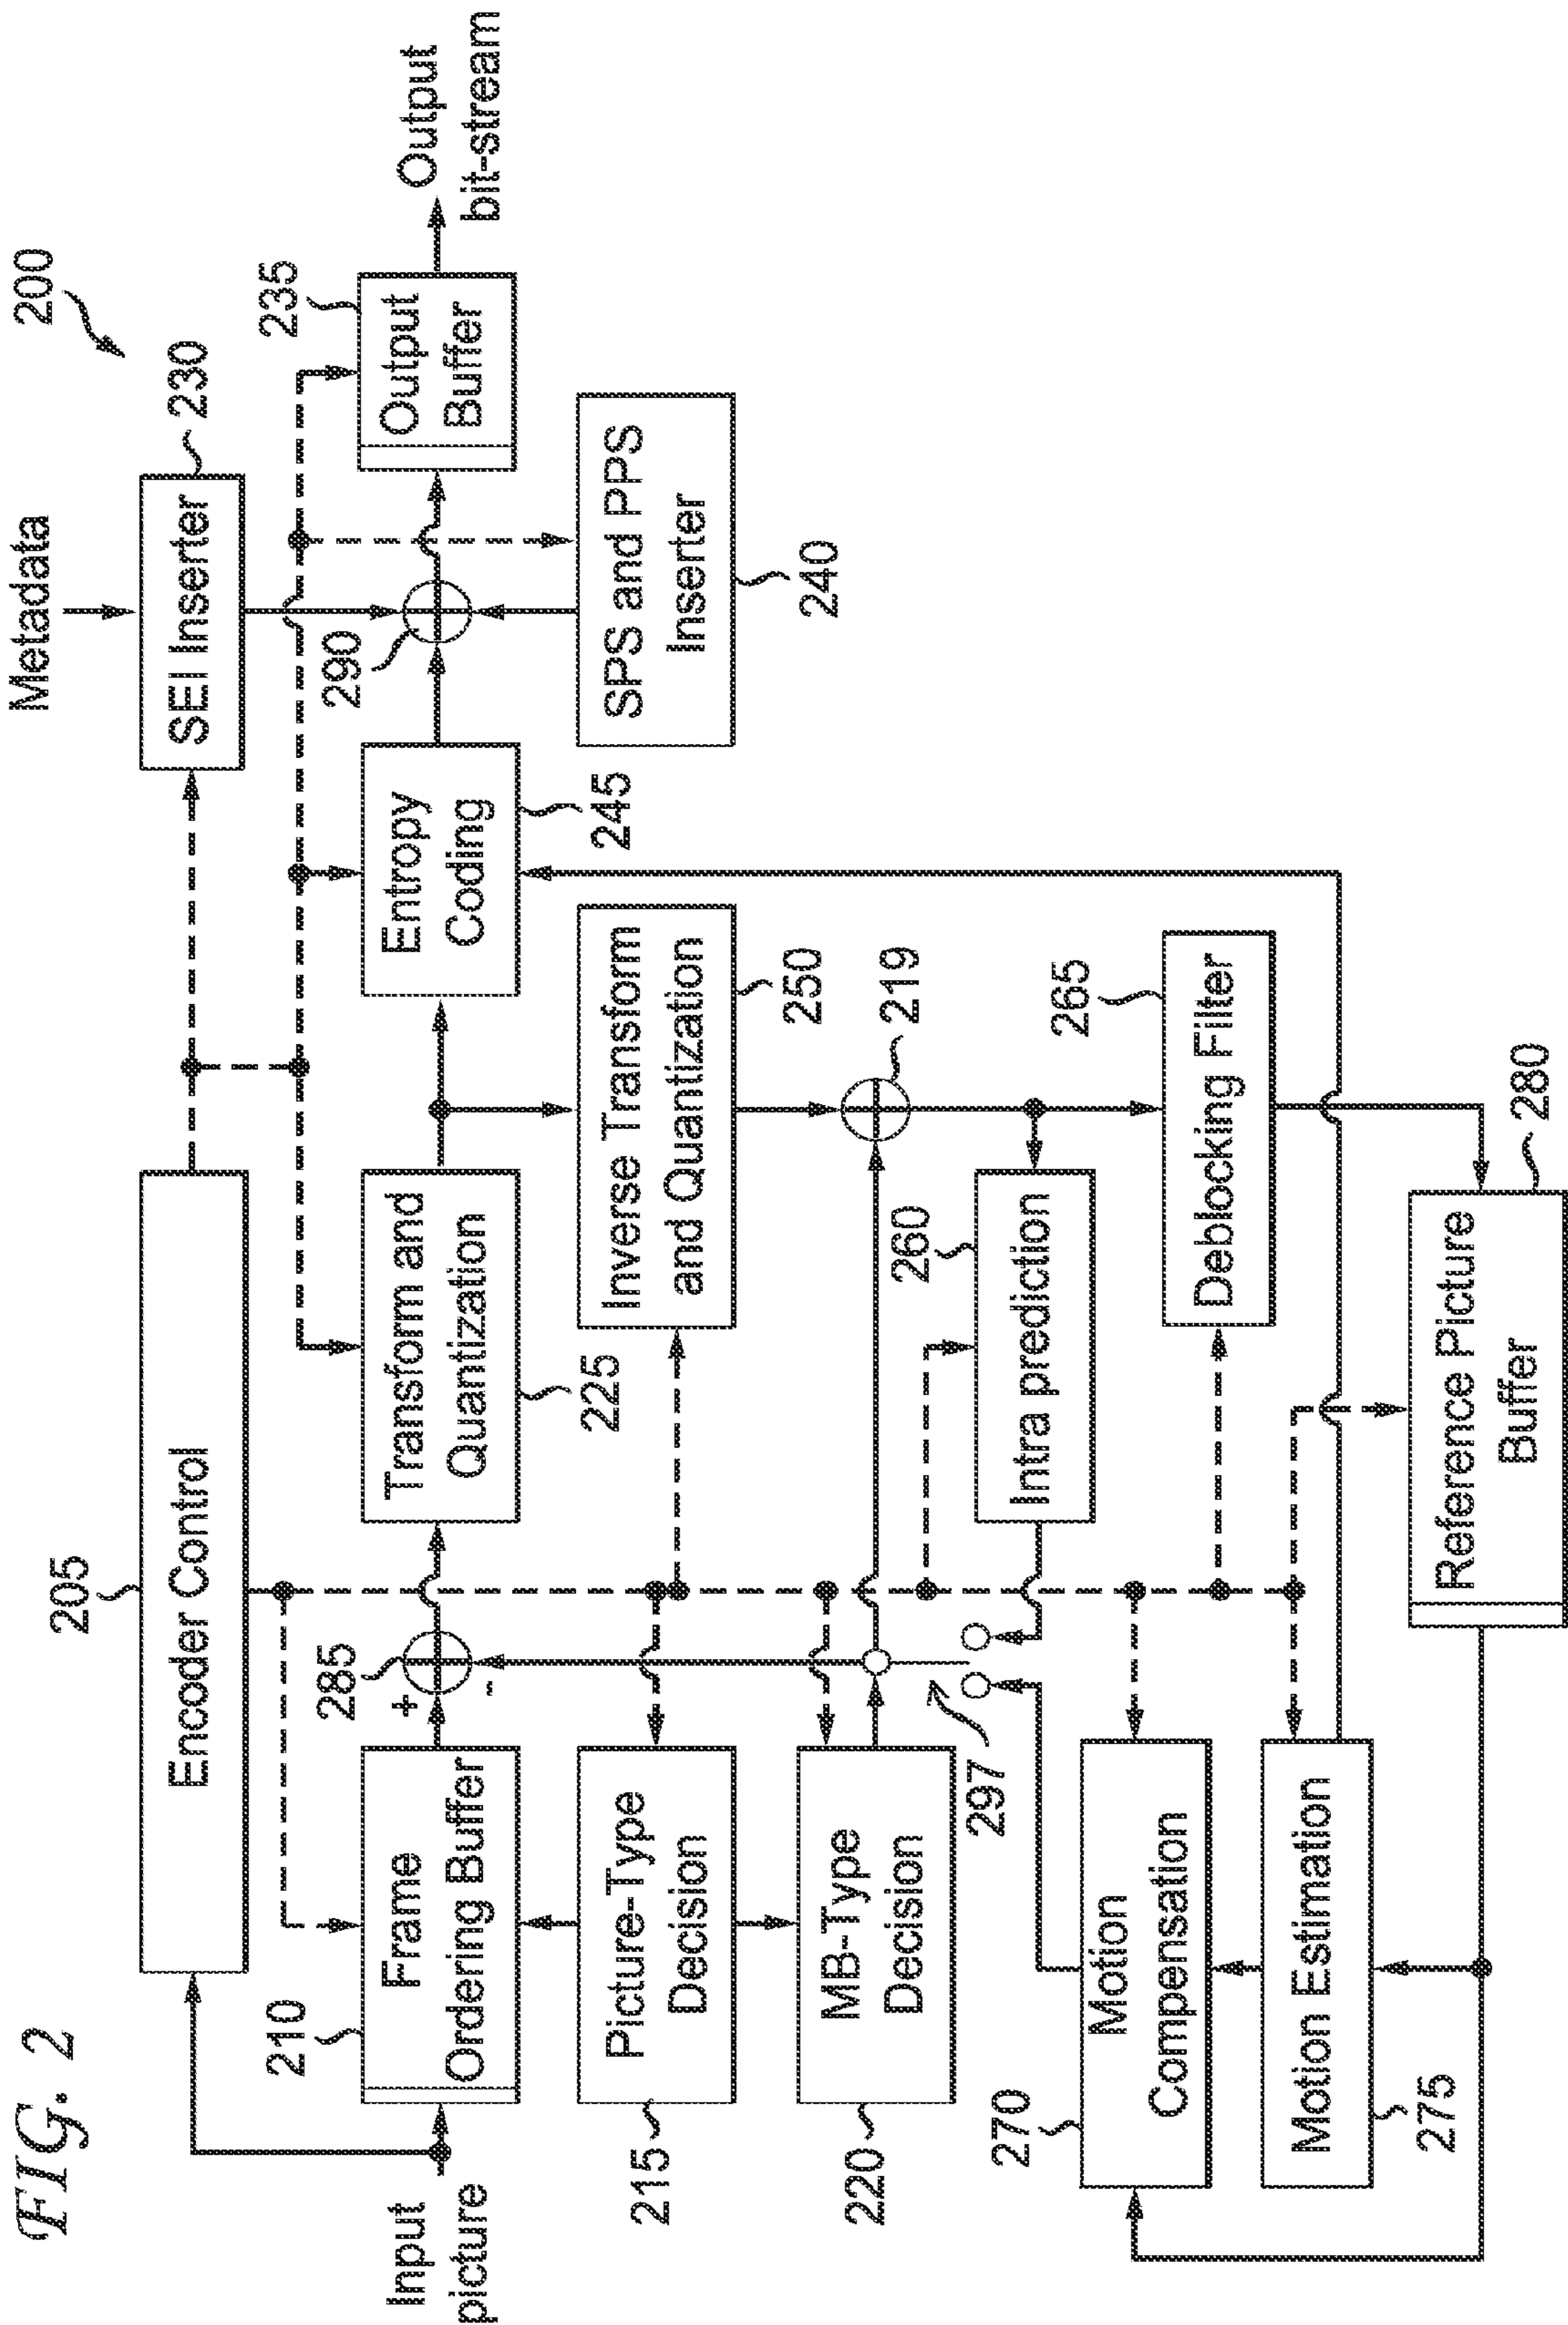 FIG. 2
200
Metadata
205
Encoder Control
SEI Inserter
230
210
Frame
Ordering Buffer
Input
picture
285
+
-
Transform and
Quantization
225
Entropy
Coding
245
290
235
Output
Buffer
Output
bit-stream
215
Picture-Type
Decision
Inverse Transform
and Quantization
250
SPS and PPS
Inserter
240
220
MB-Type
Decision
219
297
260
Intra prediction
270
Motion
Compensation
265
Deblocking Filter
Motion Estimation
275
Reference Picture
Buffer
280